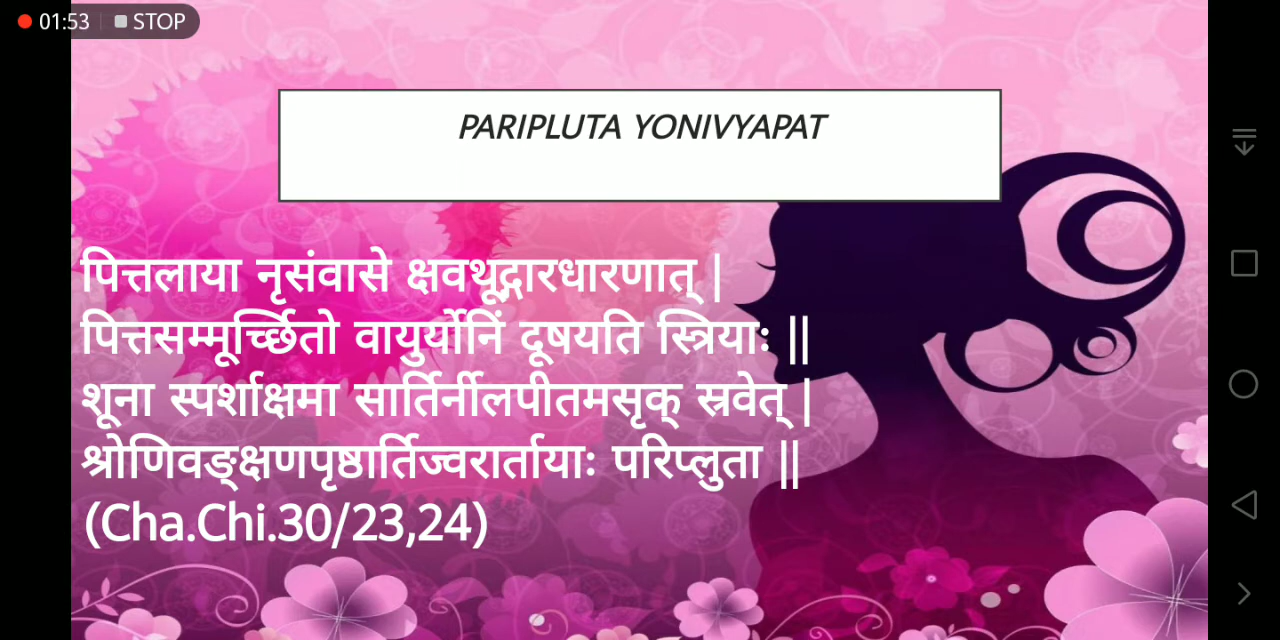 01:53 STOP
PARIPLUTA YONIVYAPAT
पित्तलाया नृसंवासे क्षवथूद्गारधारणात् |
पित्तसम्मूर्च्छितो वायुर्योनिं दूषयति स्त्रियाः ||
शूना स्पर्शाक्षमा सार्तिर्नीलपीतमसृक् स्रवेत् |
श्रोणिवङ्क्षणपृष्ठार्तिज्वरार्तायाः परिप्लुता ||
(Cha.Chi.30/23,24)